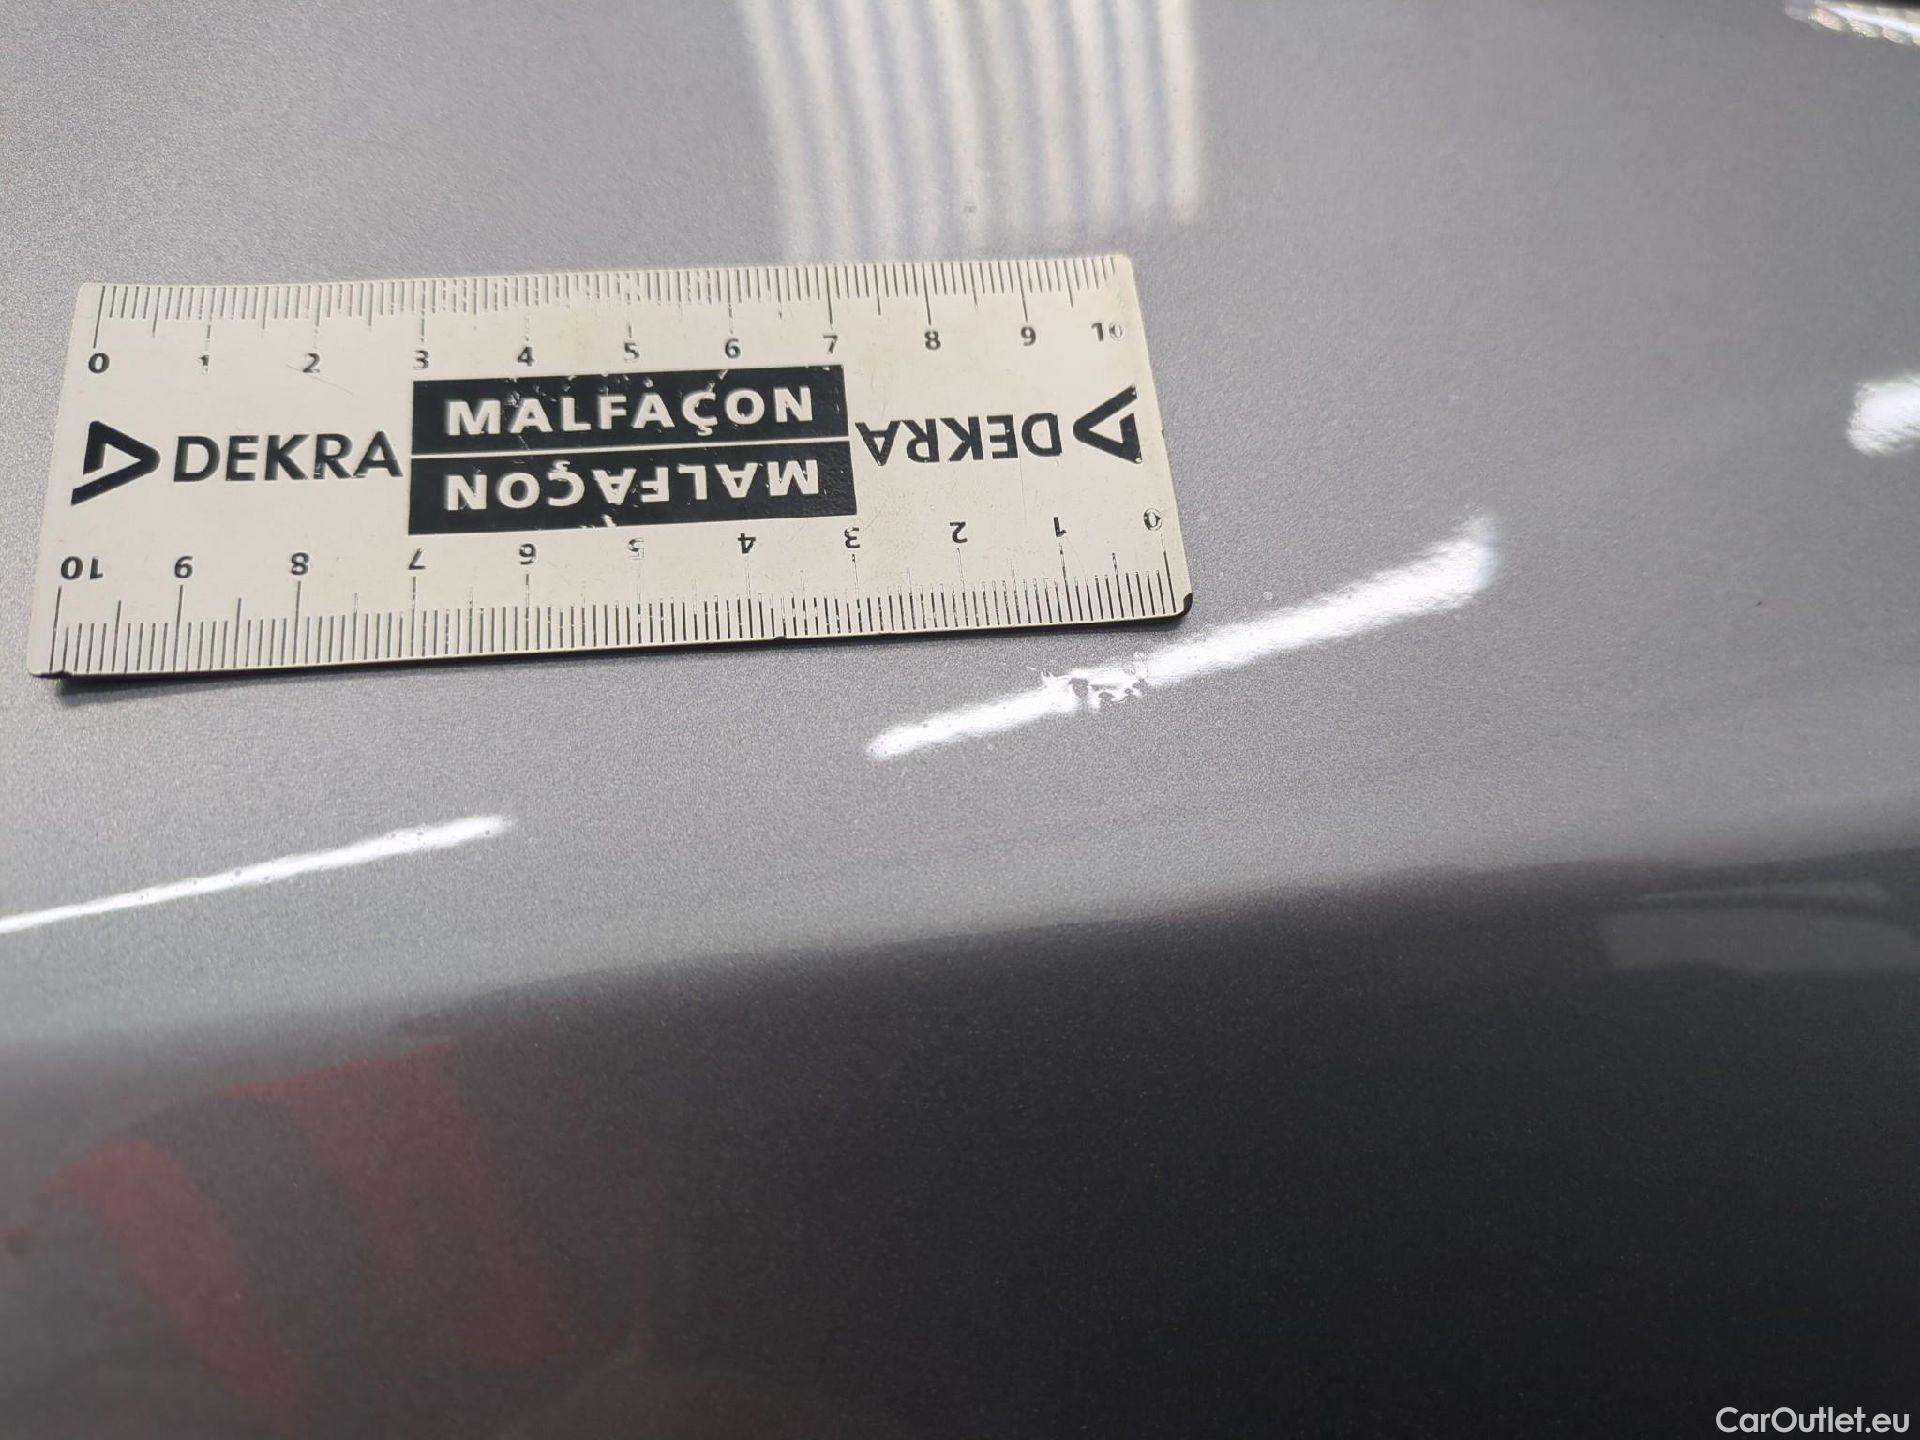 0 1 2 3 4 5 6 7 8 9 10
DEKRA MALFAÇON DEKRA
MALFAÇON
10 9 8 7 6 5 4 3 2 1 0
CarOutlet.eu